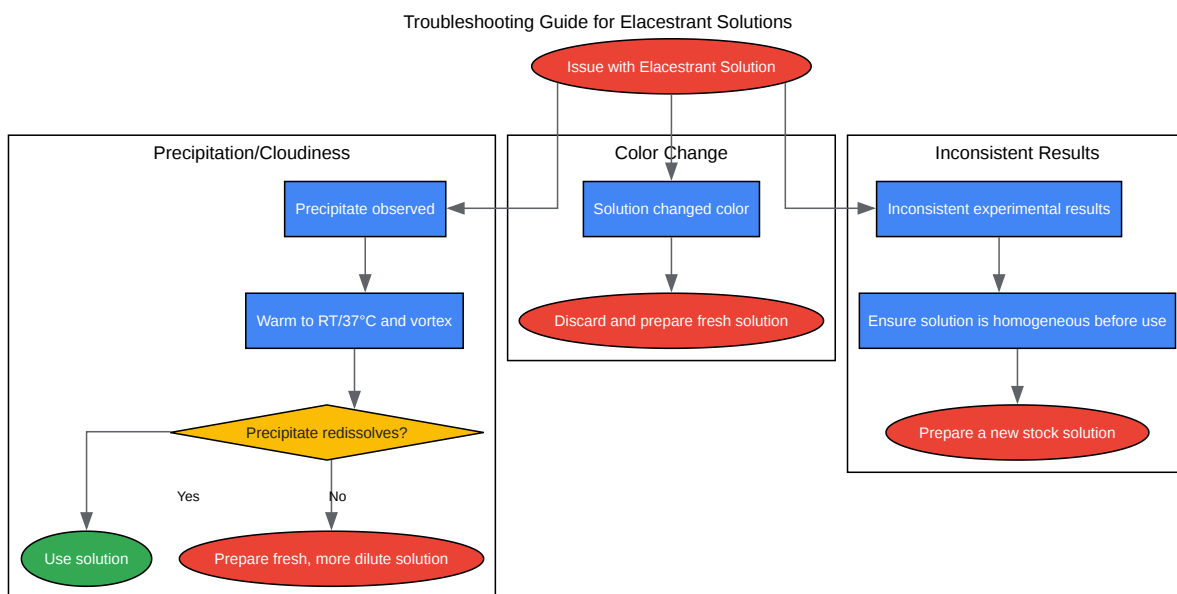 Troubleshooting Guide for Elacestrant Solutions
Issue with Elacestrant Solution
Precipitation/Cloudiness
Precipitate observed
Warm to RT/37°C and vortex
Precipitate redissolves?
Yes
No
Use solution
Prepare fresh, more dilute solution
Color Change
Solution changed color
Discard and prepare fresh solution
Inconsistent Results
Inconsistent experimental results
Ensure solution is homogeneous before use
Prepare a new stock solution